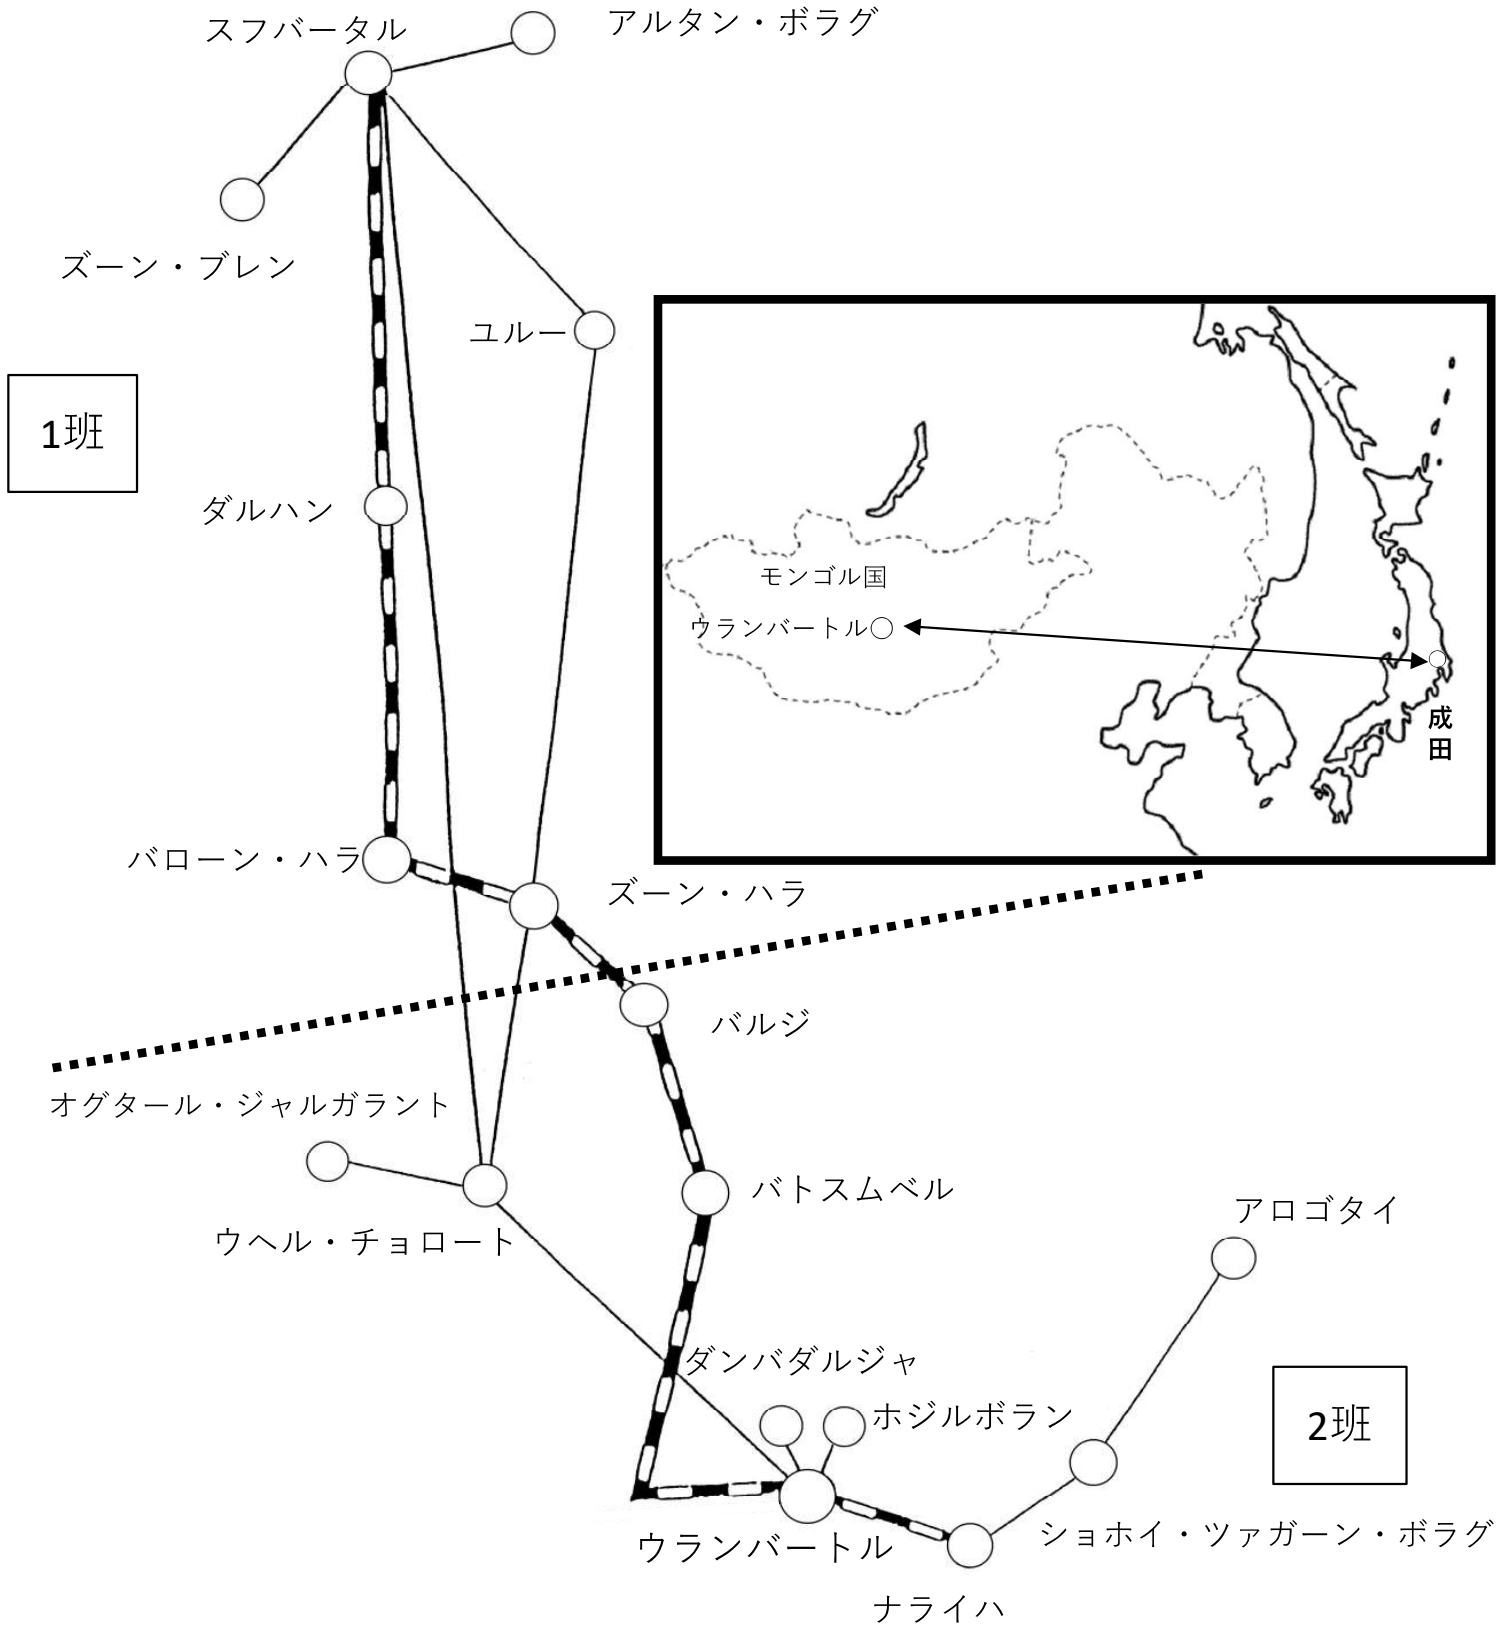 スフバータル
アルタン・ボラグ
ズーン・ブレン
ユルー
1班
ダルハン
モンゴル国
ウランバートル
成田
バローン・ハラ
ズーン・ハラ
バルジ
オグタール・ジャルガラント
バトスムベル
ウヘル・チョロート
アロゴタイ
ダンバダルジャ
ホジルボラン
2班
ウランバートル
ショホイ・ツァガーン・ボラグ
ナライハ